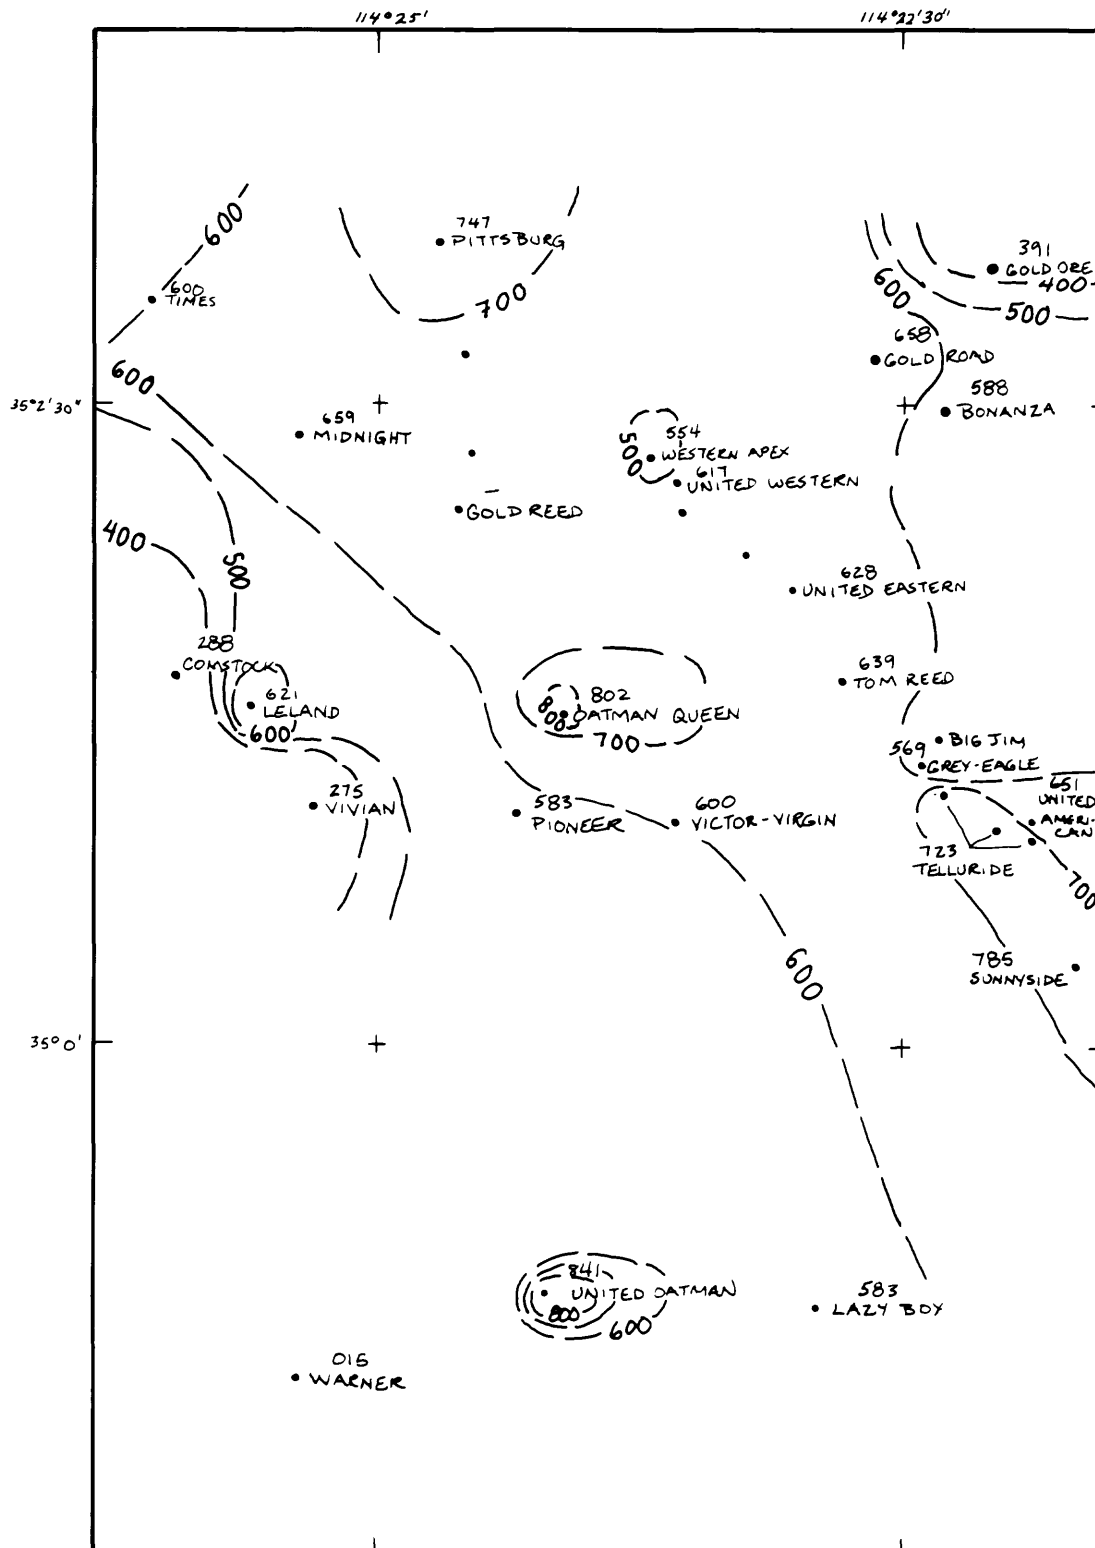 114°25' 114°22'30"
600
747
PITTSBURG
391
GOLD ORE
400
600
TIMES
700
600
500
658
GOLD ROAD
600
35°2'30"
588
BONANZA
659
MIDNIGHT
500
554
WESTERN APEX
617
UNITED WESTERN
GOLD REED
400
500
628
UNITED EASTERN
288
COMSTOCK
639
TOM REED
621
LELAND
600
802
800
OATMAN QUEEN
700
569
BIG JIM
GREY-EAGLE
275
VIVIAN
583
PIONEER
600
VICTOR-VIRGIN
651
UNITED
AMERI-
CAN
723
TELLURIDE
700
785
SUNNYSIDE
600
35°0'
841
UNITED OATMAN
800
600
583
LAZY BOY
015
WARNER